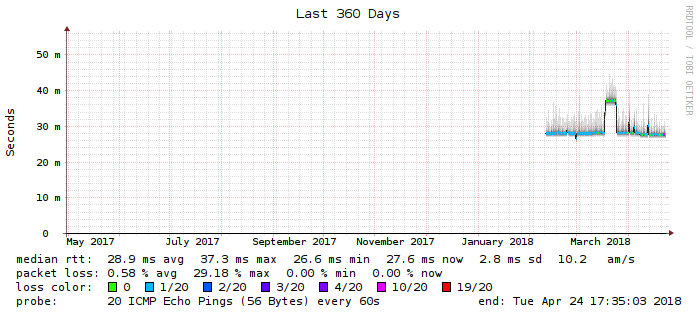 Last 360 Days
RRDTOOL / TOBI OETIKER
Seconds
50 m
40 m
30 m
20 m
10 m
0
May 2017 July 2017 September 2017 November 2017 January 2018 March 2018
median rtt: 28.9 ms avg 37.3 ms max 26.6 ms min 27.6 ms now 2.8 ms sd 10.2 am/s
packet loss: 0.58 % avg 29.18 % max 0.00 % min 0.00 % now
loss color: 0 1/20 2/20 3/20 4/20 10/20 19/20
probe: 20 ICMP Echo Pings (56 Bytes) every 60s end: Tue Apr 24 17:35:03 2018